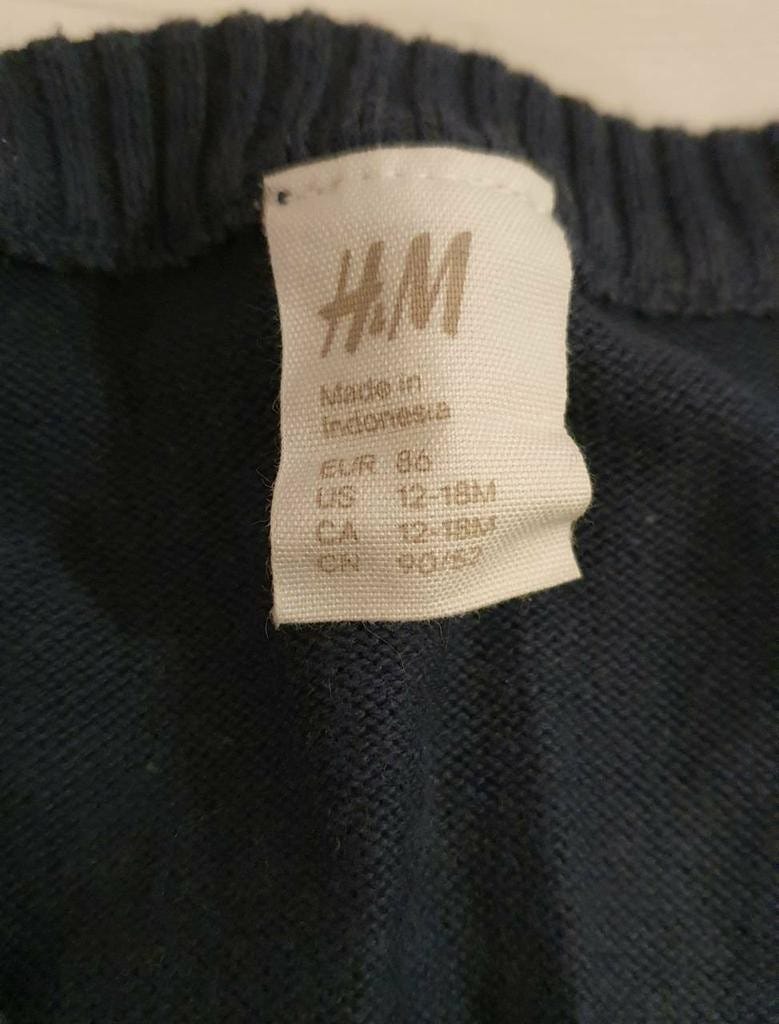 H&M
Made in
Indonesia
EUR 86
US 12-18M
CA 12-18M
CN 90/52